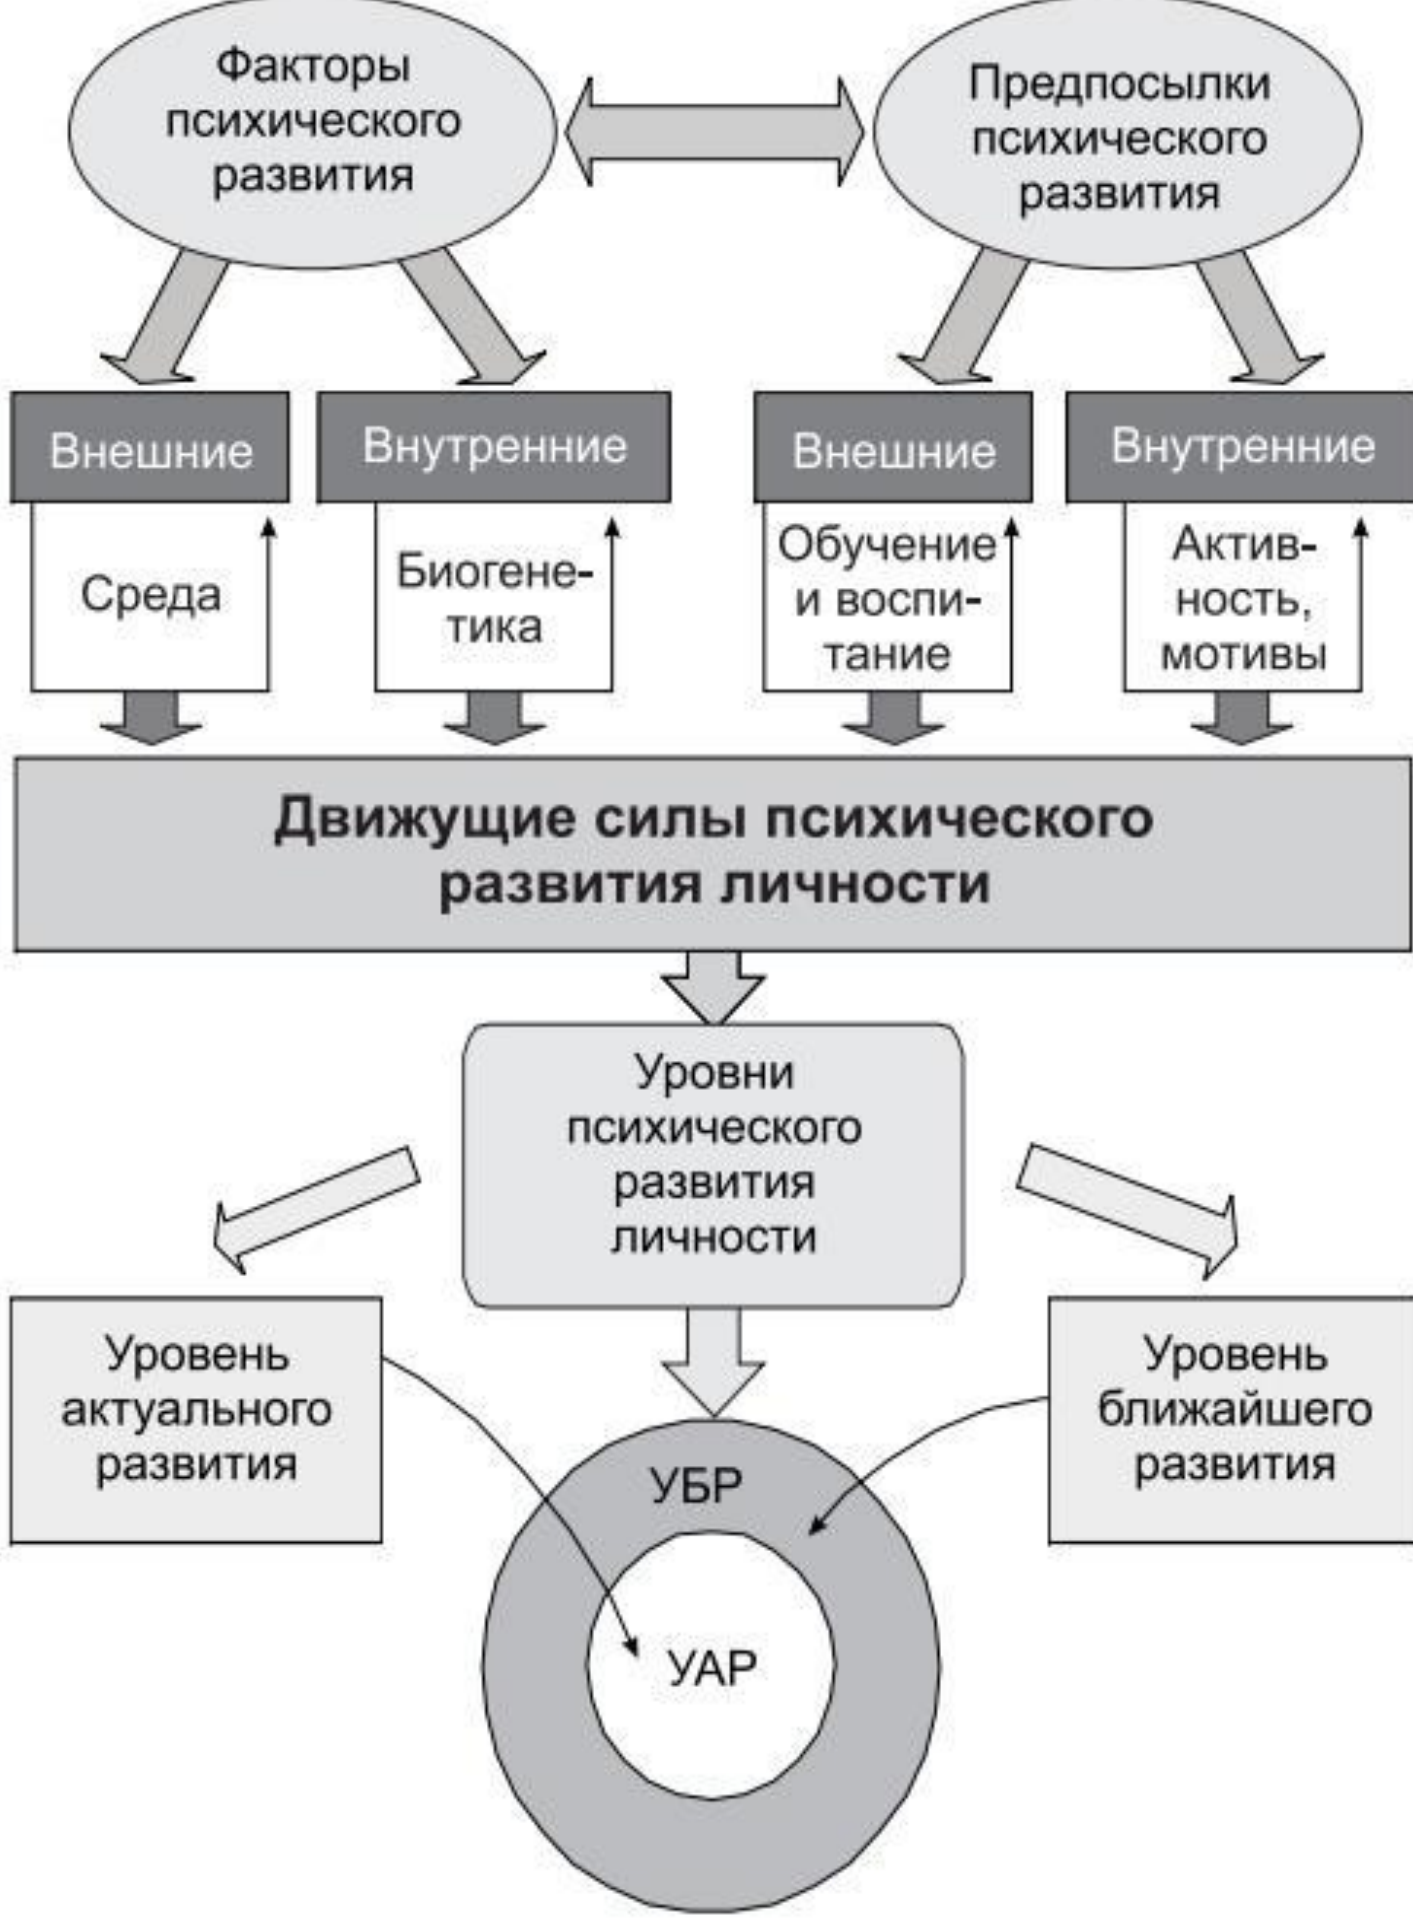 Факторы
психического
развития
Предпосылки
психического
развития
Внешние
Внутренние
Внешние
Внутренние
Среда
Биогене-
тика
Обучение
и воспи-
тание
Актив-
ность,
мотивы
Движущие силы психического
развития личности
Уровни
психического
развития
личности
Уровень
актуального
развития
Уровень
ближайшего
развития
УБР
УАР